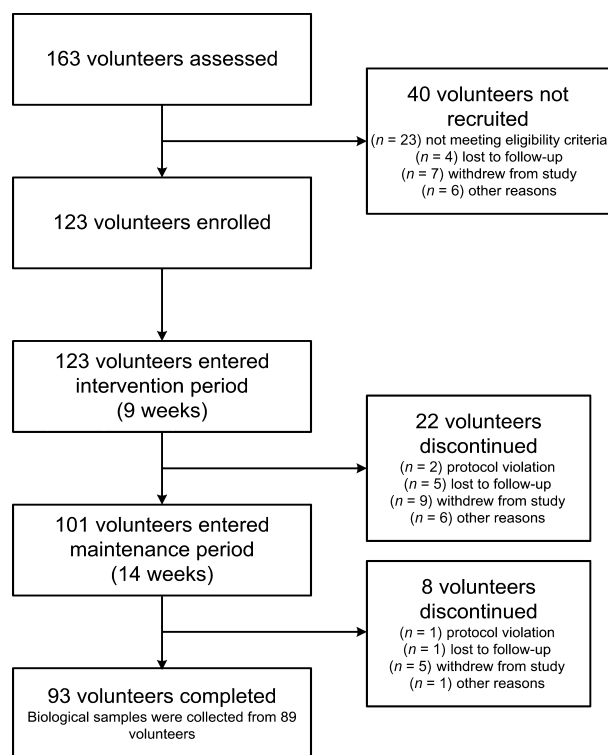 163 volunteers assessed
40 volunteers not
recruited
(n = 23) not meeting eligibility criteria
(n = 4) lost to follow-up
(n = 7) withdrew from study
(n = 6) other reasons
123 volunteers enrolled
123 volunteers entered
intervention period
(9 weeks)
22 volunteers
discontinued
(n = 2) protocol violation
(n = 5) lost to follow-up
(n = 9) withdrew from study
(n = 6) other reasons
101 volunteers entered
maintenance period
(14 weeks)
8 volunteers
discontinued
(n = 1) protocol violation
(n = 1) lost to follow-up
(n = 5) withdrew from study
(n = 1) other reasons
93 volunteers completed
Biological samples were collected from 89
volunteers